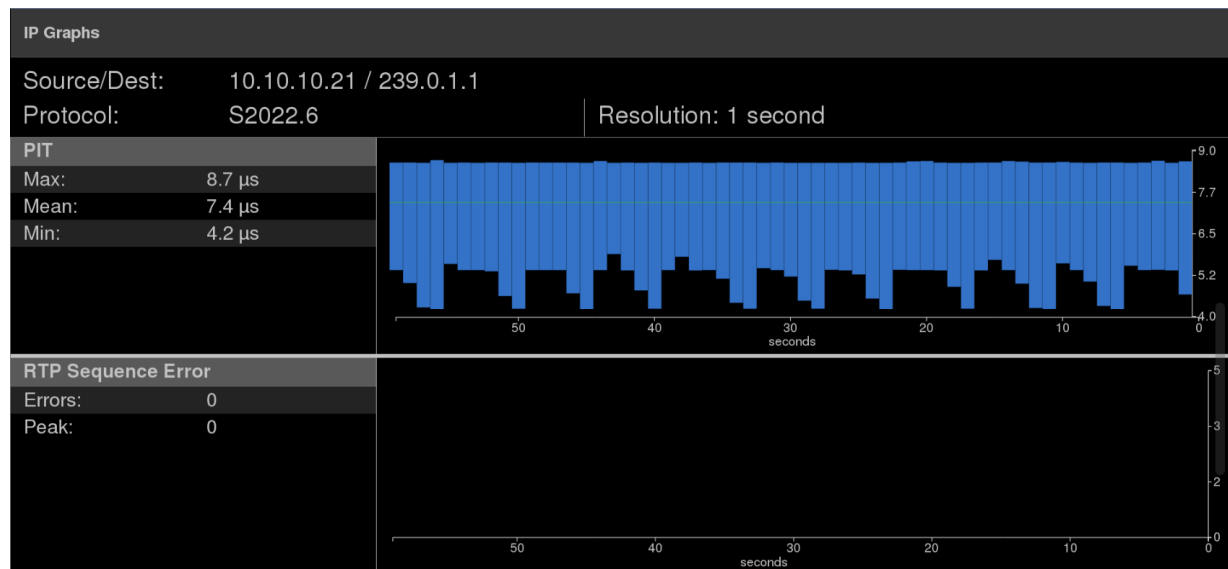 IP Graphs
Source/Dest: 10.10.10.21 / 239.0.1.1
Protocol: S2022.6 Resolution: 1 second
PIT
Max: 8.7 µs
Mean: 7.4 µs
Min: 4.2 µs
9.0
7.7
6.5
5.2
4.0
50 40 30 20 10 0
seconds
RTP Sequence Error
Errors: 0
Peak: 0
5
3
2
0
50 40 30 20 10 0
seconds